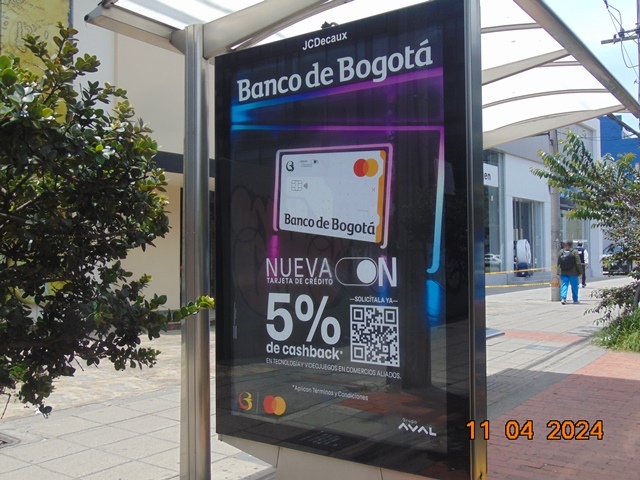 JCDecaux
Banco de Bogotá
Banco de Bogotá
NUEVA ON
TARJETA DE CRÉDITO
5%
SOLICÍTALA YA
de cashback*
EN TECNOLOGÍA Y VIDEOJUEGOS EN COMERCIOS ALIADOS.
*Aplican Términos y Condiciones
Grupo
AVAL
11 04 2024